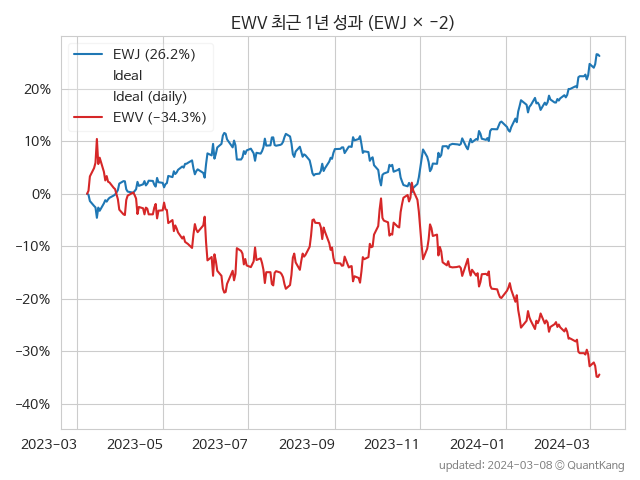 EWV 최근 1년 성과 (EWJ × −2)
EWJ (26.2%)
Ideal
Ideal (daily)
EWV (−34.3%)
20%
10%
0%
−10%
−20%
−30%
−40%
2023-03 2023-05 2023-07 2023-09 2023-11 2024-01 2024-03
updated: 2024-03-08 © QuantKang